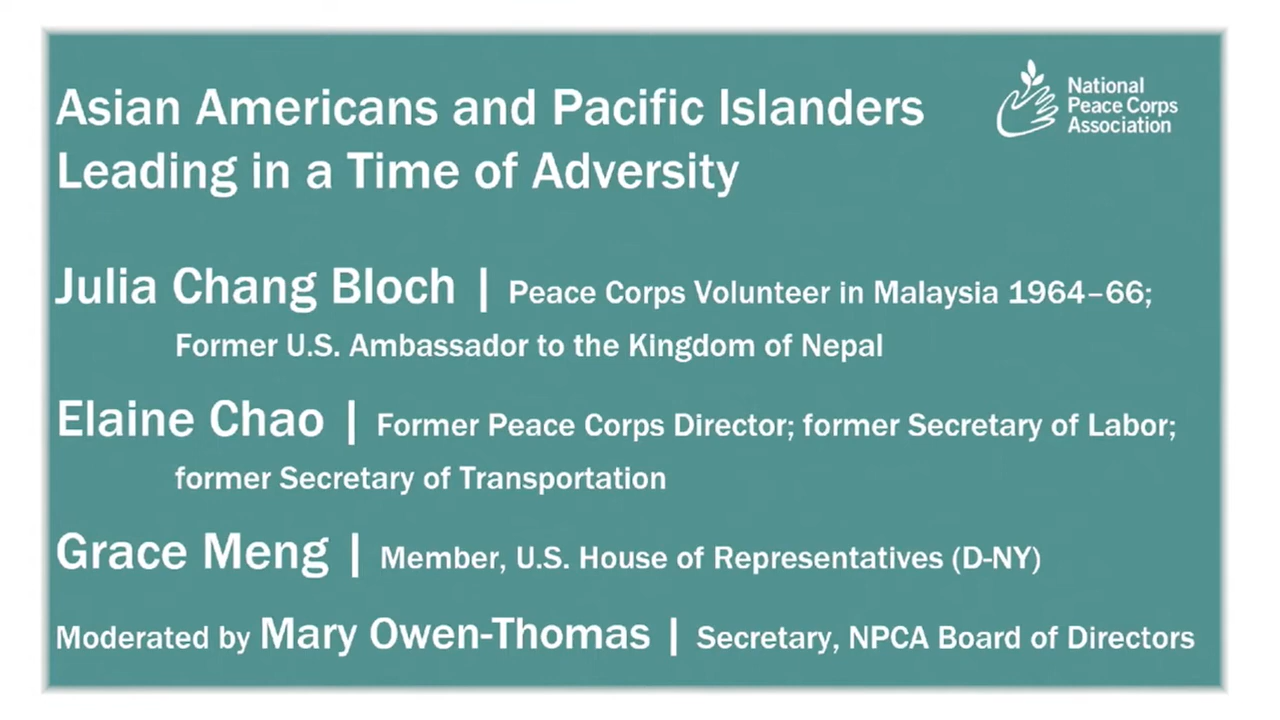 Asian Americans and Pacific Islanders
Leading in a Time of Adversity
National
Peace Corps
Association
Julia Chang Bloch | Peace Corps Volunteer in Malaysia 1964–66;
Former U.S. Ambassador to the Kingdom of Nepal
Elaine Chao | Former Peace Corps Director; former Secretary of Labor;
former Secretary of Transportation
Grace Meng | Member, U.S. House of Representatives (D-NY)
Moderated by Mary Owen-Thomas | Secretary, NPCA Board of Directors